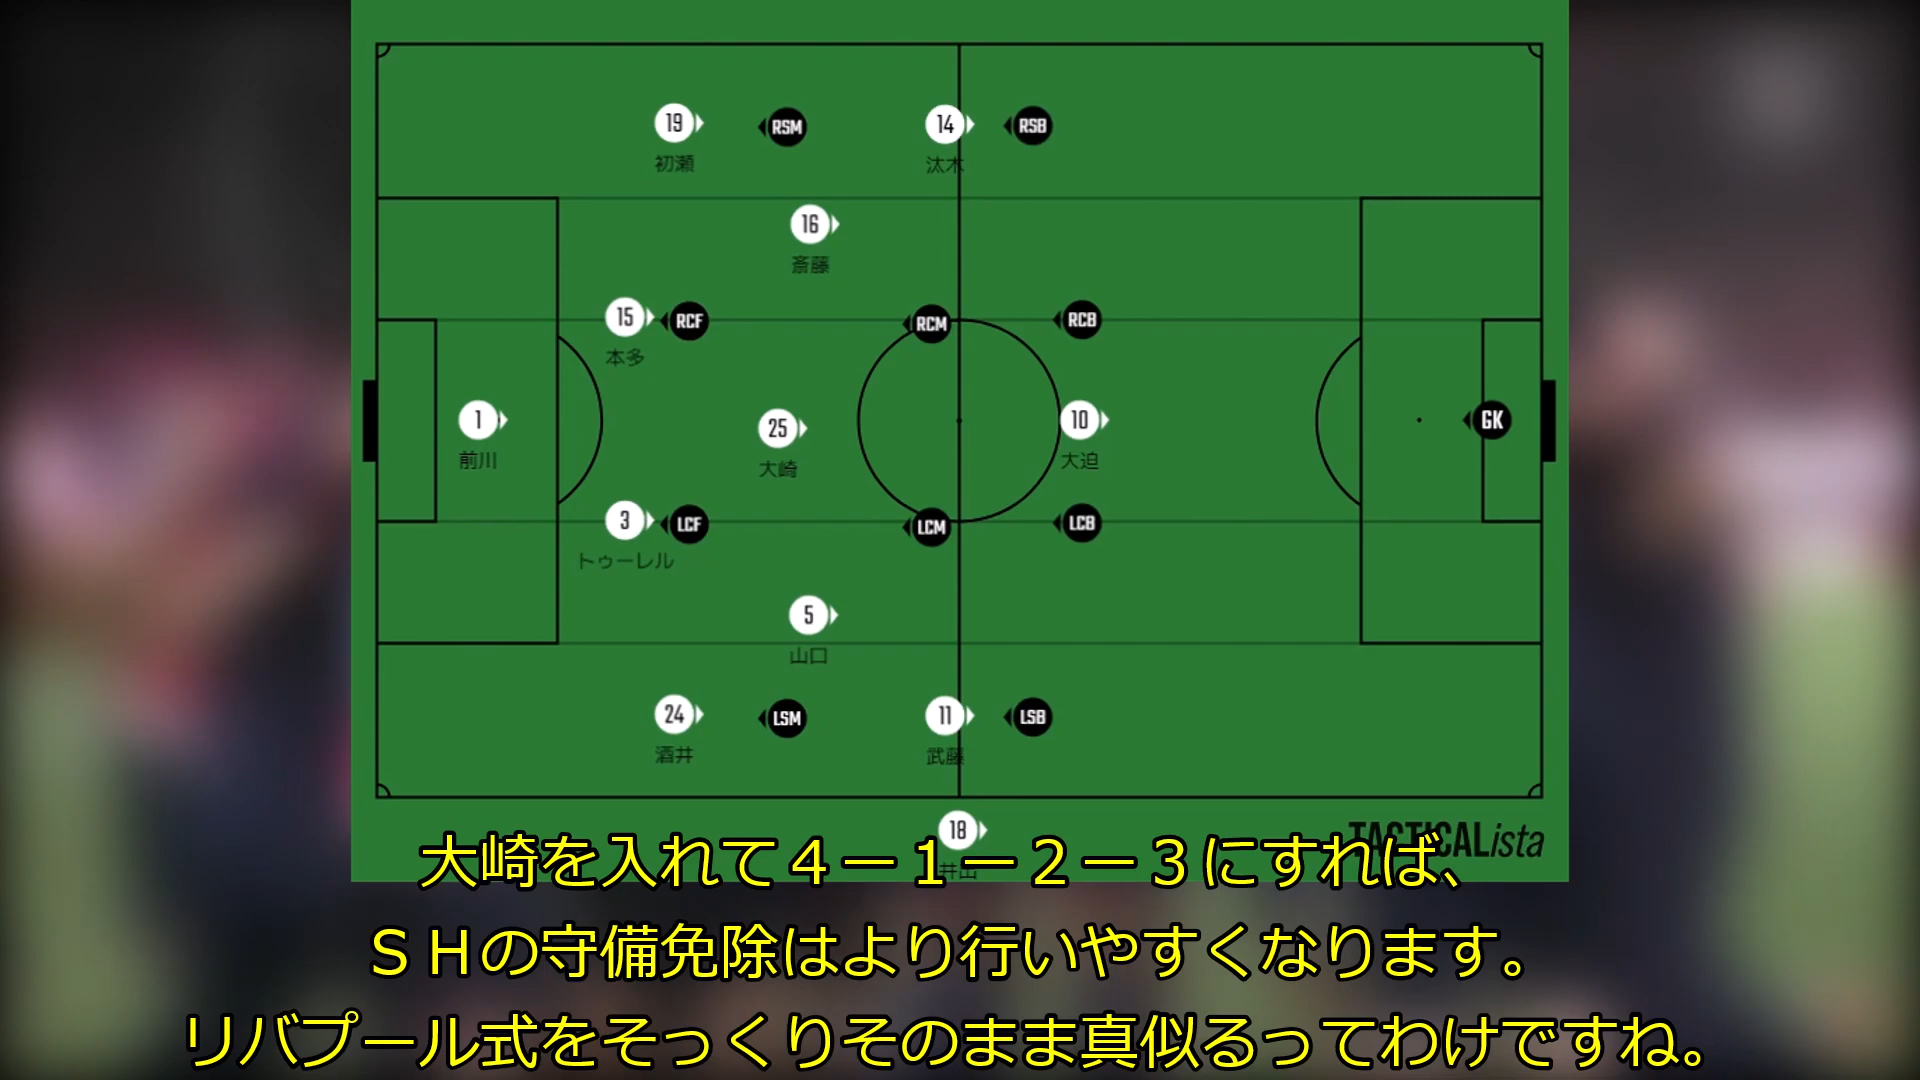 19
RSM
14
RSB
初瀬
汰木
16
斎藤
15
RCF
RCM
RCB
本多
1
25
10
GK
前川
大崎
大迫
3
LCF
LCM
LCB
トゥーレル
5
山口
24
LSM
11
LSB
酒井
武藤
18
TACTICALista
井出
大崎を入れて４－１－２－３にすれば、
ＳＨの守備免除はより行いやすくなります。
リバプール式をそっくりそのまま真似るってわけですね。